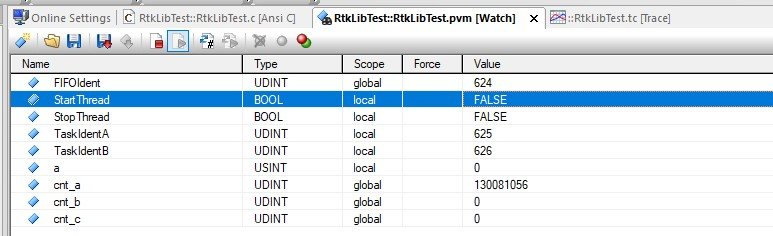 Online Settings RtkLibTest::RtkLibTest.c [Ansi C] RtkLibTest::RtkLibTest.pvm [Watch] ::RtkLibTest.tc [Trace]
Name Type Scope Force Value
FIFOIdent UDINT global 624
StartThread BOOL local FALSE
StopThread BOOL local FALSE
TaskIdentA UDINT local 625
TaskIdentB UDINT local 626
a USINT local 0
cnt_a UDINT global 130081056
cnt_b UDINT global 0
cnt_c UDINT global 0